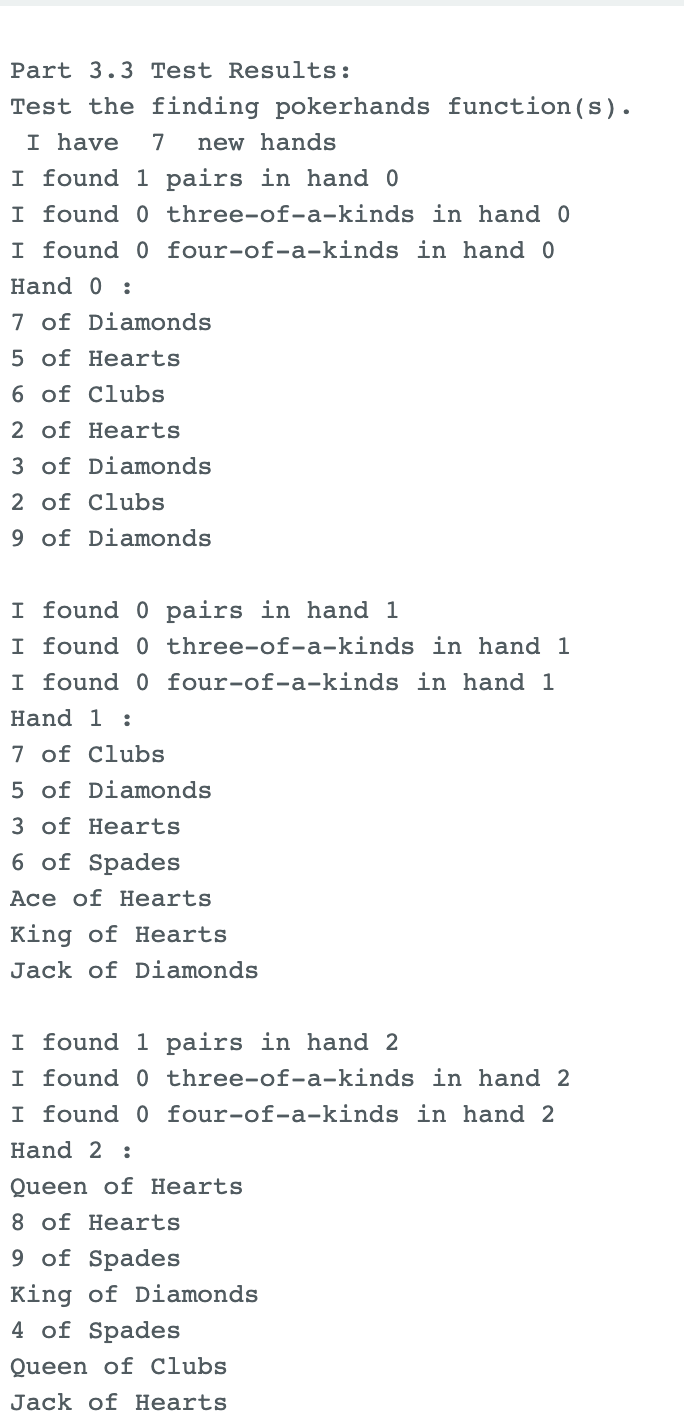 Part 3.3 Test Results:
Test the finding pokerhands function(s).
 I have  7  new hands
I found 1 pairs in hand 0
I found 0 three-of-a-kinds in hand 0
I found 0 four-of-a-kinds in hand 0
Hand 0 :
7 of Diamonds
5 of Hearts
6 of Clubs
2 of Hearts
3 of Diamonds
2 of Clubs
9 of Diamonds

I found 0 pairs in hand 1
I found 0 three-of-a-kinds in hand 1
I found 0 four-of-a-kinds in hand 1
Hand 1 :
7 of Clubs
5 of Diamonds
3 of Hearts
6 of Spades
Ace of Hearts
King of Hearts
Jack of Diamonds

I found 1 pairs in hand 2
I found 0 three-of-a-kinds in hand 2
I found 0 four-of-a-kinds in hand 2
Hand 2 :
Queen of Hearts
8 of Hearts
9 of Spades
King of Diamonds
4 of Spades
Queen of Clubs
Jack of Hearts